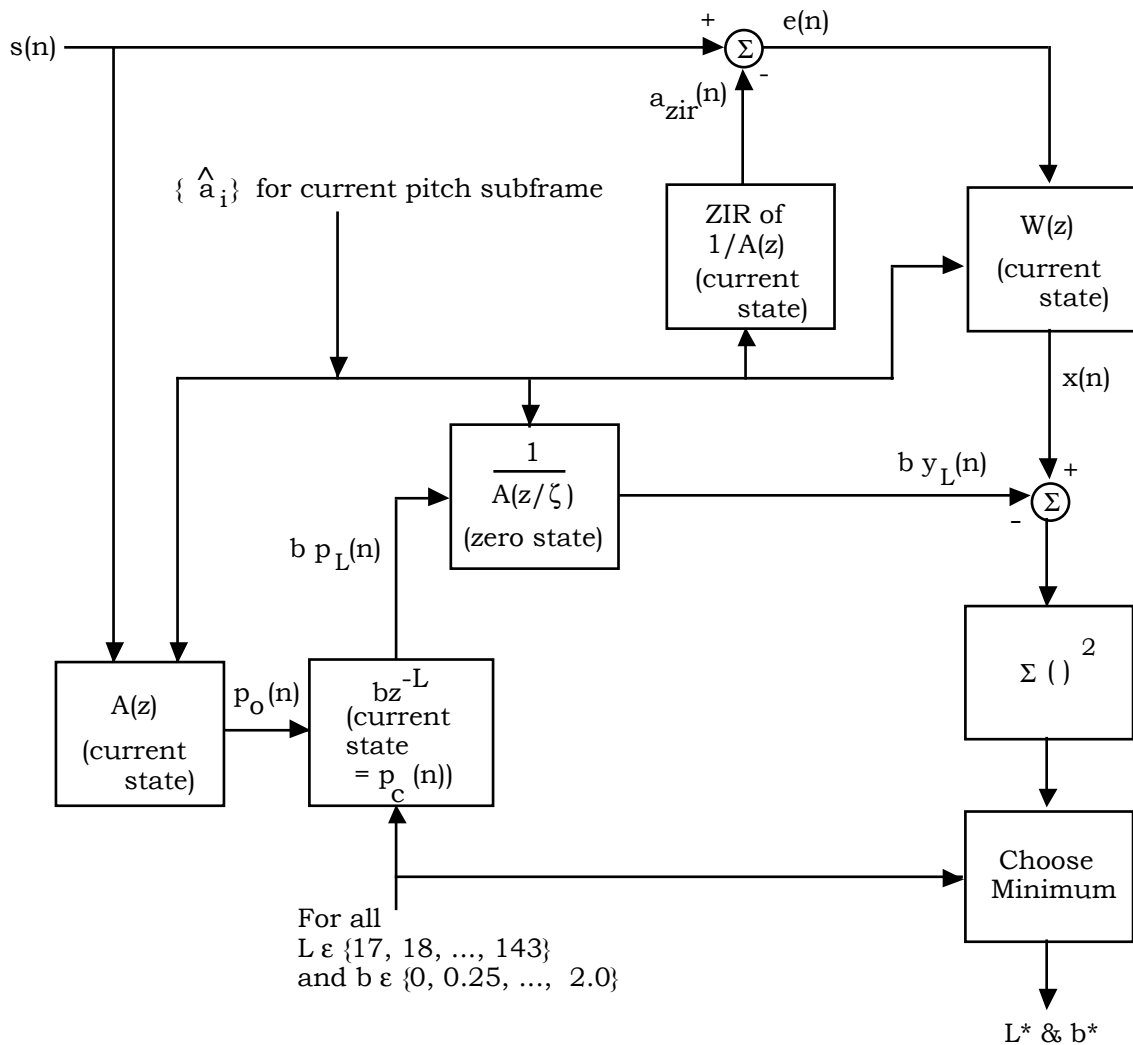 s(n)
+
Σ
e(n)
-
a_zir(n)
{ â_i} for current pitch subframe
ZIR of
1/A(z)
(current
state)
W(z)
(current
state)
x(n)
1
A(z/ζ)
(zero state)
b y_L(n)
+
Σ
-
b p_L(n)
Σ ( )^2
A(z)
(current
state)
p_o(n)
bz^-L
(current
state
= p_c(n))
Choose
Minimum
For all
L ε {17, 18, ..., 143}
and b ε {0, 0.25, ..., 2.0}
L* & b*